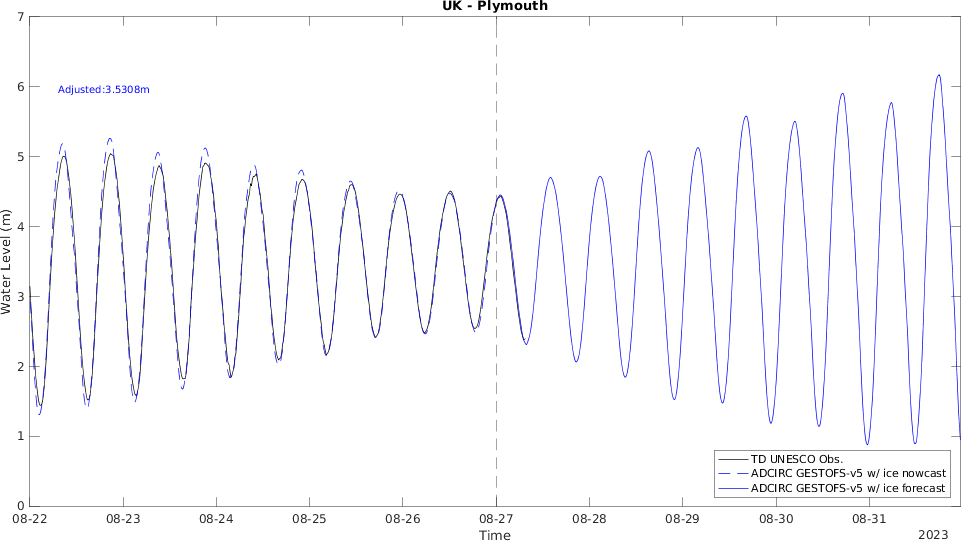 UK - Plymouth
7
6
5
4
3
2
1
0
Water Level (m)
Adjusted:3.5308m
TD UNESCO Obs.
ADCIRC GESTOFS-v5 w/ ice nowcast
ADCIRC GESTOFS-v5 w/ ice forecast
08-22 08-23 08-24 08-25 08-26 08-27 08-28 08-29 08-30 08-31
Time
2023